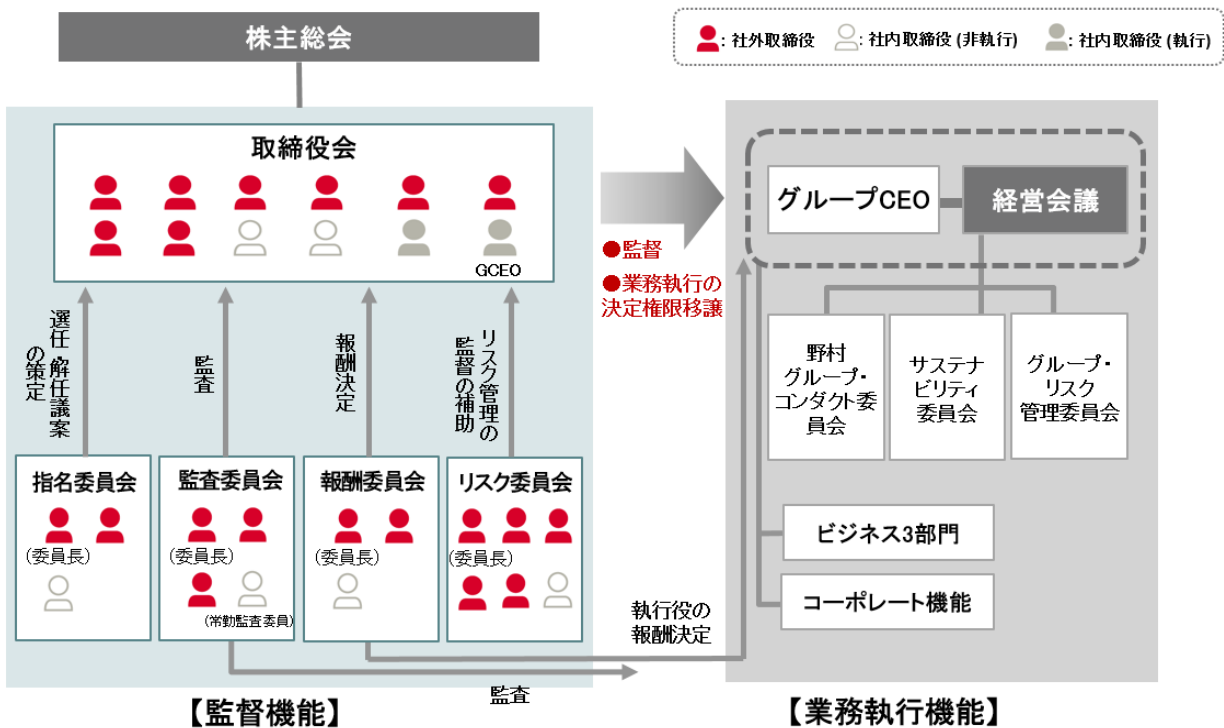 株主総会
: 社外取締役
: 社内取締役 (非執行)
: 社内取締役 (執行)
取締役会
GCEO
選任・解任議案
の策定
監査
報酬決定
リスク管理の
監督の補助
指名委員会
(委員長)
監査委員会
(委員長)
(常勤監査委員)
報酬委員会
(委員長)
リスク委員会
(委員長)
監査
【監督機能】
●監督
●業務執行の
決定権限移譲
執行役の
報酬決定
グループCEO
経営会議
野村
グループ・
コンダクト委
員会
サステナ
ビリティ
委員会
グループ・
リスク
管理委員会
ビジネス3部門
コーポレート機能
【業務執行機能】